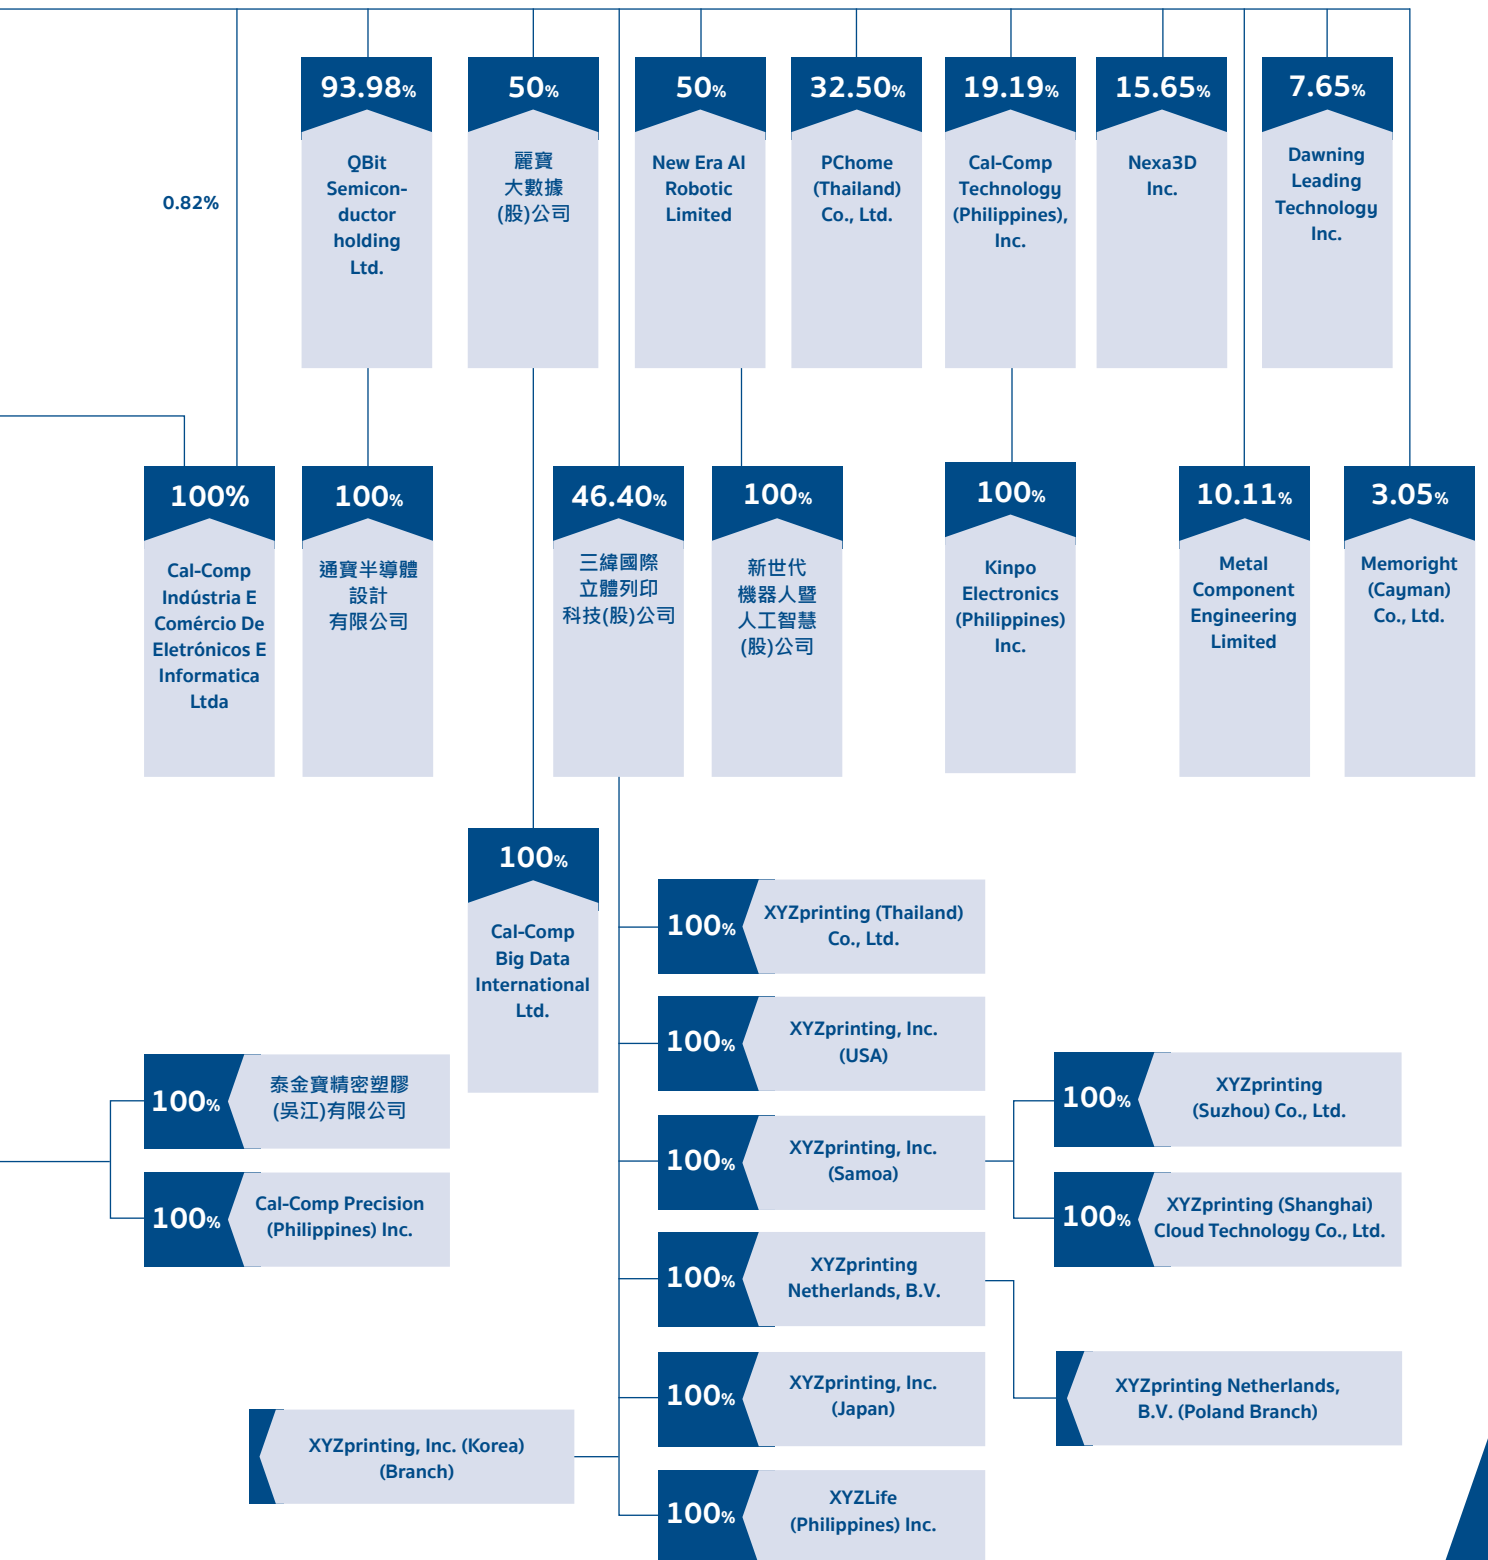 0.82%
93.98%
QBit
Semicon-
ductor
holding
Ltd.
50%
麗寶
大數據
(股)公司
50%
New Era AI
Robotic
Limited
32.50%
PChome
(Thailand)
Co., Ltd.
19.19%
Cal-Comp
Technology
(Philippines),
Inc.
15.65%
Nexa3D
Inc.
7.65%
Dawning
Leading
Technology
Inc.
100%
Cal-Comp
Indústria E
Comércio De
Eletrónicos E
Informatica
Ltda
100%
通寶半導體
設計
有限公司
46.40%
三緯國際
立體列印
科技(股)公司
100%
新世代
機器人暨
人工智慧
(股)公司
100%
Kinpo
Electronics
(Philippines)
Inc.
10.11%
Metal
Component
Engineering
Limited
3.05%
Memoright
(Cayman)
Co., Ltd.
100%
Cal-Comp
Big Data
International
Ltd.
100%
XYZprinting (Thailand)
Co., Ltd.
100%
XYZprinting, Inc.
(USA)
100%
泰金寶精密塑膠
(吳江)有限公司
100%
XYZprinting
(Suzhou) Co., Ltd.
100%
XYZprinting, Inc.
(Samoa)
100%
Cal-Comp Precision
(Philippines) Inc.
100%
XYZprinting (Shanghai)
Cloud Technology Co., Ltd.
100%
XYZprinting
Netherlands, B.V.
100%
XYZprinting, Inc.
(Japan)
XYZprinting Netherlands,
B.V. (Poland Branch)
XYZprinting, Inc. (Korea)
(Branch)
100%
XYZLife
(Philippines) Inc.